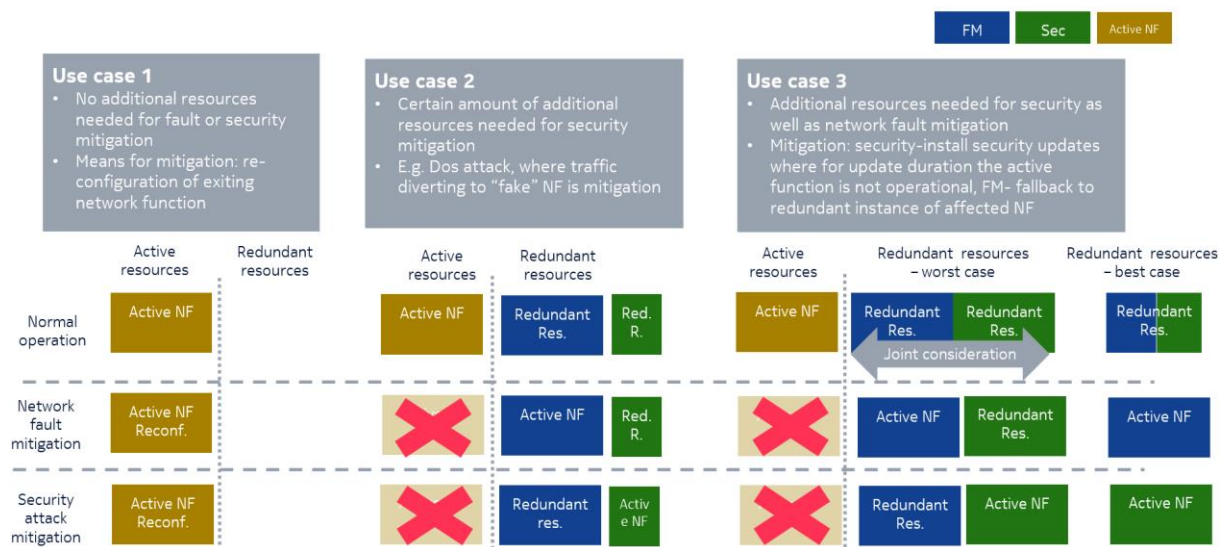 FM
Sec
Active NF
Use case 1
• No additional resources
needed for fault or security
mitigation
• Means for mitigation: re-
configuration of exiting
network function
Use case 2
• Certain amount of additional
resources needed for security
mitigation
• E.g. Dos attack, where traffic
diverting to “fake” NF is mitigation
Use case 3
• Additional resources needed for security as
well as network fault mitigation
• Mitigation: security-install security updates
where for update duration the active
function is not operational, FM- fallback to
redundant instance of affected NF
Active
resources
Redundant
resources
Active
resources
Redundant
resources
Active
resources
Redundant resources
– worst case
Redundant resources
– best case
Normal
operation
Active NF
Active NF
Redundant
Res.
Red.
R.
Active NF
Redundant
Res.
Redundant
Res.
Joint consideration
Redundant
Res.
Network
fault
mitigation
Active NF
Reconf.
Active NF
Red.
R.
Active NF
Redundant
Res.
Active NF
Security
attack
mitigation
Active NF
Reconf.
Redundant
res.
Activ
e NF
Redundant
Res.
Active NF
Active NF